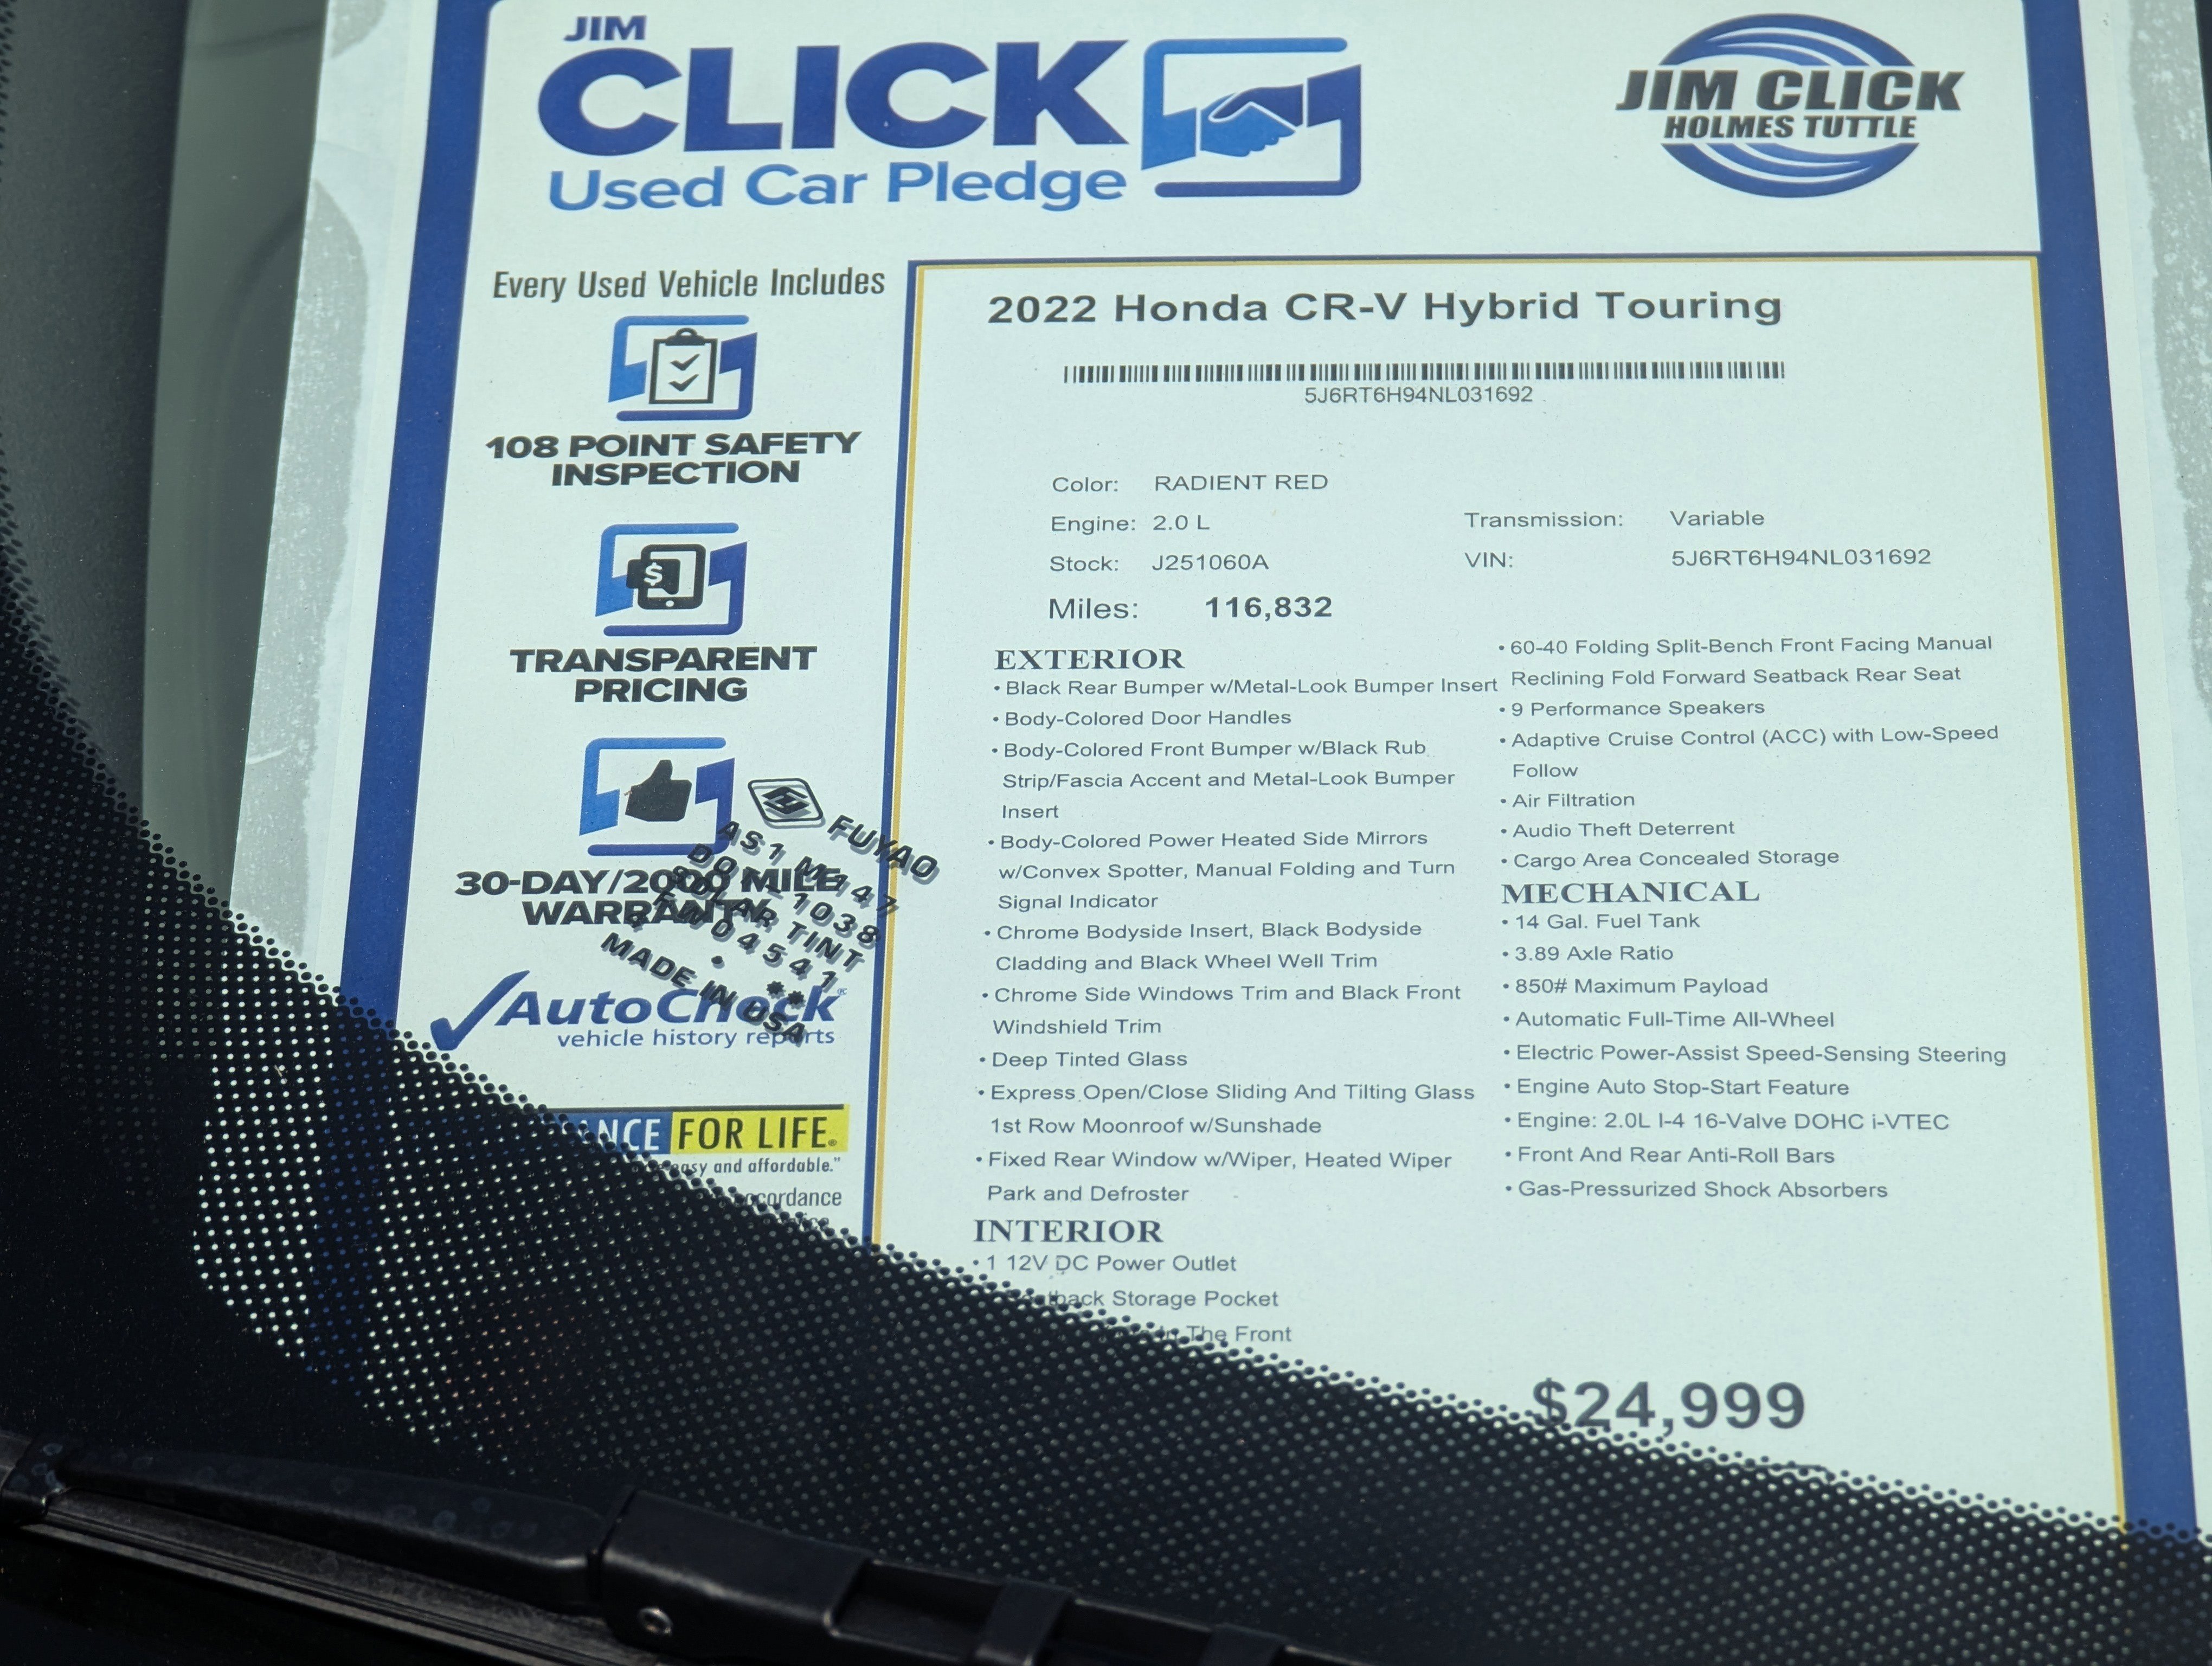 JIM
CLICK
Used Car Pledge
JIM CLICK
HOLMES TUTTLE
Every Used Vehicle Includes
108 POINT SAFETY
INSPECTION
$
TRANSPARENT
PRICING
30-DAY/2000 MILE
WARRANTY
FUYAO
AS1 M147
DOT-1038
SOLAR TINT
FW04541
MADE IN USA
AutoCheck
vehicle history reports
FOR LIFE.
easy and affordable."
accordance
2022 Honda CR-V Hybrid Touring
5J6RT6H94NL031692
Color: RADIENT RED
Engine: 2.0 L
Transmission: Variable
Stock: J251060A
VIN: 5J6RT6H94NL031692
Miles: 116,832
EXTERIOR
• Black Rear Bumper w/Metal-Look Bumper Insert
• Body-Colored Door Handles
• Body-Colored Front Bumper w/Black Rub
Strip/Fascia Accent and Metal-Look Bumper
Insert
• Body-Colored Power Heated Side Mirrors
w/Convex Spotter, Manual Folding and Turn
Signal Indicator
• Chrome Bodyside Insert, Black Bodyside
Cladding and Black Wheel Well Trim
• Chrome Side Windows Trim and Black Front
Windshield Trim
• Deep Tinted Glass
• Express Open/Close Sliding And Tilting Glass
1st Row Moonroof w/Sunshade
• Fixed Rear Window w/Wiper, Heated Wiper
Park and Defroster
INTERIOR
• 1 12V DC Power Outlet
Storage Pocket
In The Front
• 60-40 Folding Split-Bench Front Facing Manual
Reclining Fold Forward Seatback Rear Seat
• 9 Performance Speakers
• Adaptive Cruise Control (ACC) with Low-Speed
Follow
• Air Filtration
• Audio Theft Deterrent
• Cargo Area Concealed Storage
MECHANICAL
• 14 Gal. Fuel Tank
• 3.89 Axle Ratio
• 850# Maximum Payload
• Automatic Full-Time All-Wheel
• Electric Power-Assist Speed-Sensing Steering
• Engine Auto Stop-Start Feature
• Engine: 2.0L I-4 16-Valve DOHC i-VTEC
• Front And Rear Anti-Roll Bars
• Gas-Pressurized Shock Absorbers
$24,999